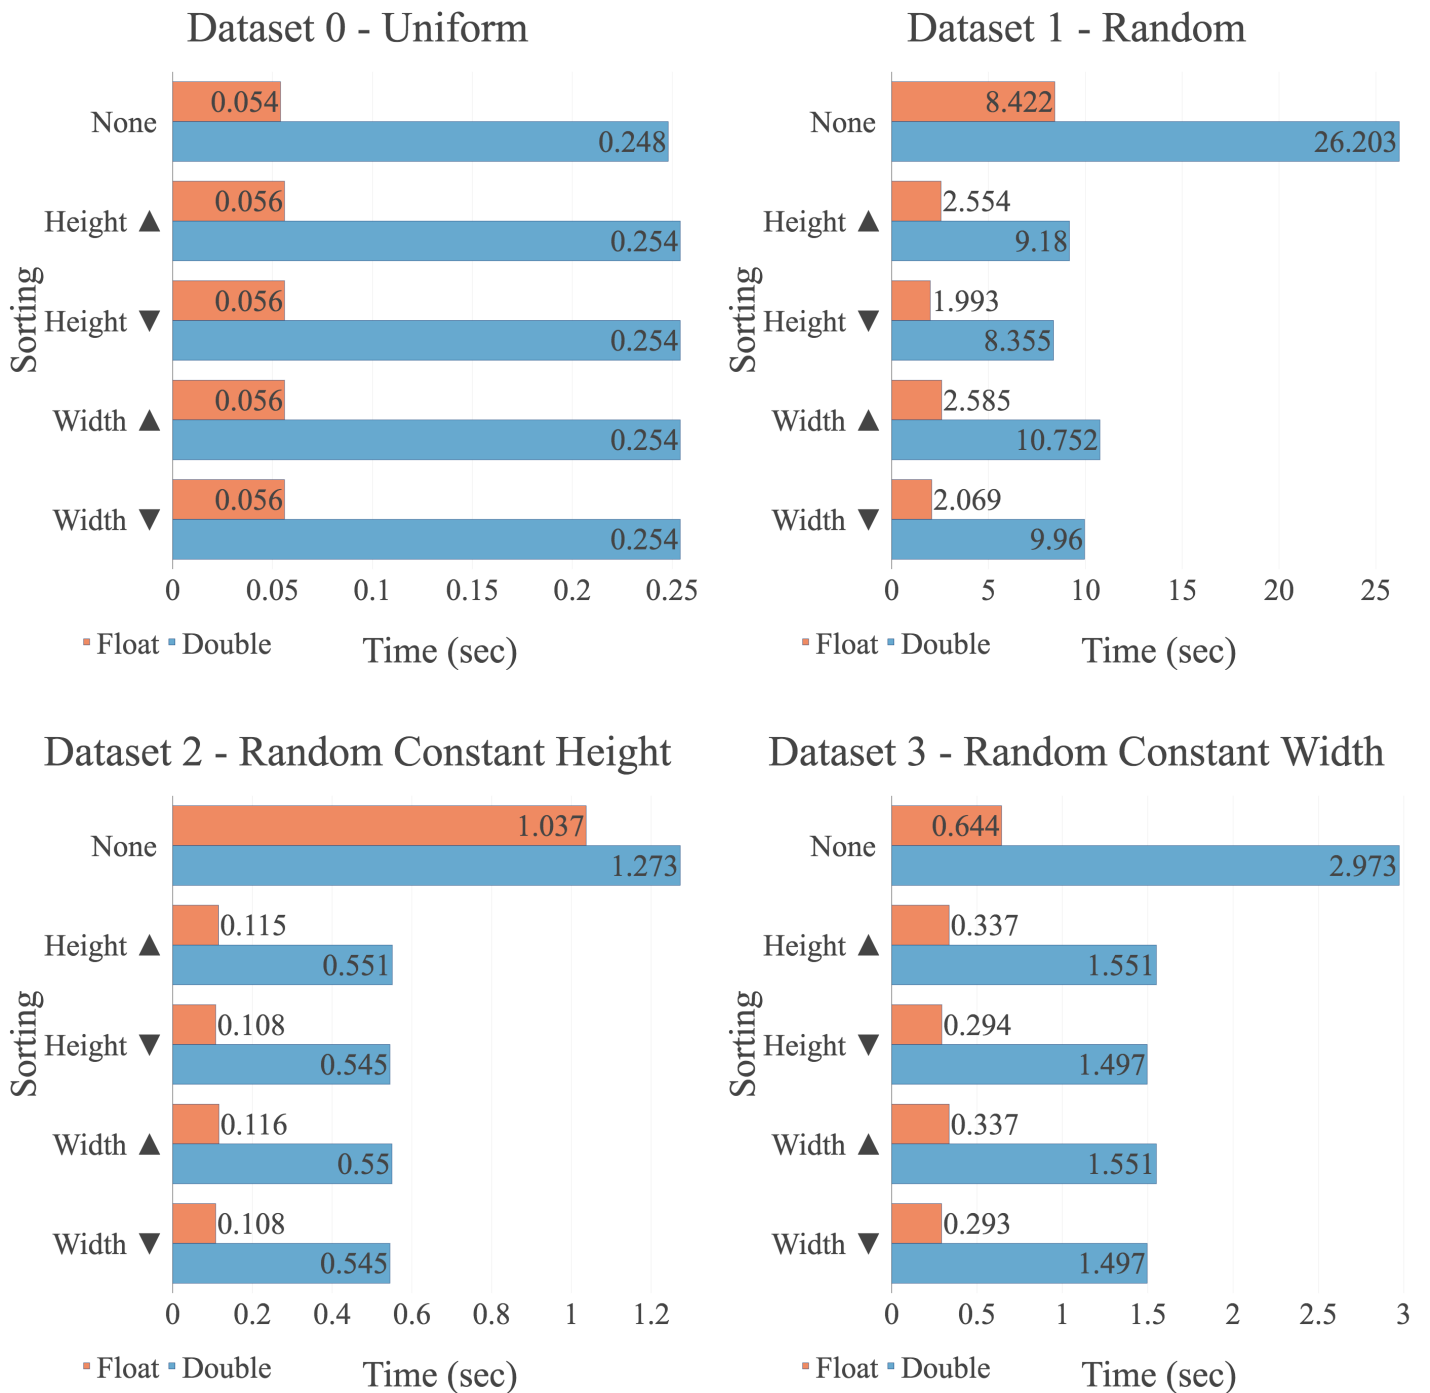 Dataset 0 - Uniform
None
0.054
0.248
Height ▲
0.056
0.254
Height ▼
0.056
0.254
Width ▲
0.056
0.254
Width ▼
0.056
0.254
Sorting
0 0.05 0.1 0.15 0.2 0.25
Float Double
Time (sec)
Dataset 1 - Random
None
8.422
26.203
Height ▲
2.554
9.18
Height ▼
1.993
8.355
Width ▲
2.585
10.752
Width ▼
2.069
9.96
Sorting
0 5 10 15 20 25
Float Double
Time (sec)
Dataset 2 - Random Constant Height
None
1.037
1.273
Height ▲
0.115
0.551
Height ▼
0.108
0.545
Width ▲
0.116
0.55
Width ▼
0.108
0.545
Sorting
0 0.2 0.4 0.6 0.8 1 1.2
Float Double
Time (sec)
Dataset 3 - Random Constant Width
None
0.644
2.973
Height ▲
0.337
1.551
Height ▼
0.294
1.497
Width ▲
0.337
1.551
Width ▼
0.293
1.497
Sorting
0 0.5 1 1.5 2 2.5 3
Float Double
Time (sec)